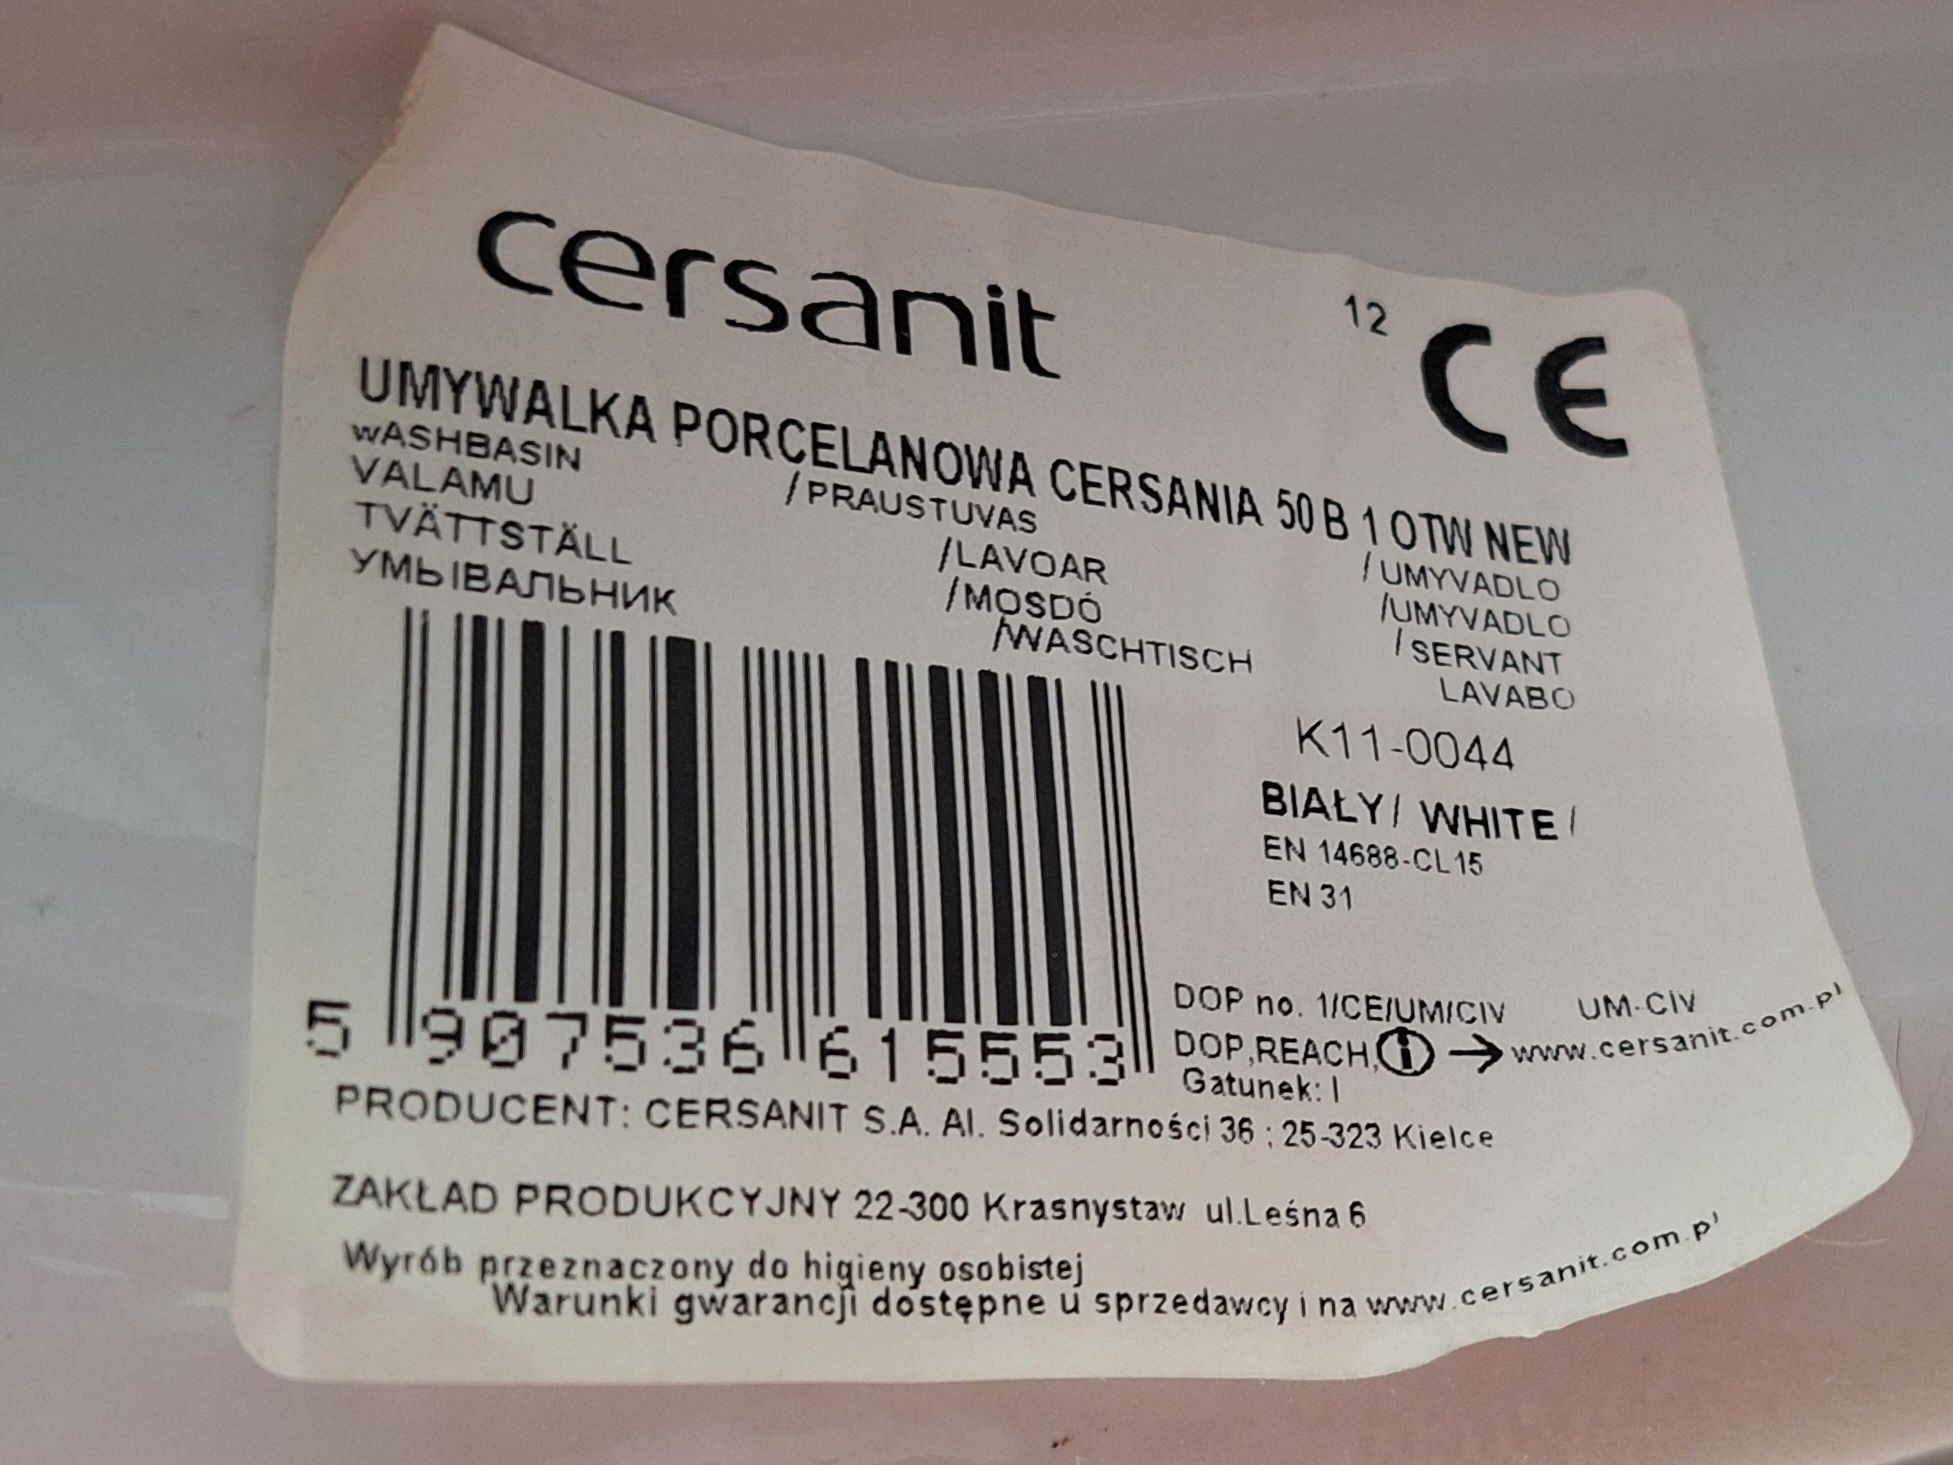 cersanit
12 CE
UMYWALKA PORCELANOWA CERSANIA 50 B 1 OTW NEW
wASHBASIN /PRAUSTUVAS /UMYVADLO
VALAMU /LAVOAR /UMYVADLO
TVÄTTSTÄLL /MOSDÓ /SERVANT
УМЫВАЛЬНИК /WASCHTISCH LAVABO
K11-0044
BIAŁY/ WHITE/
EN 14688-CL15
EN 31
5 907536 615553
DOP no. 1/CE/UM/CIV UM-CIV
DOP,REACH, i → www.cersanit.com.pl
Gatunek: I
PRODUCENT: CERSANIT S.A. Al. Solidarności 36 ; 25-323 Kielce
ZAKŁAD PRODUKCYJNY 22-300 Krasnystaw ul.Leśna 6
Wyrób przeznaczony do higieny osobistej
Warunki gwarancji dostępne u sprzedawcy i na www.cersanit.com.pl